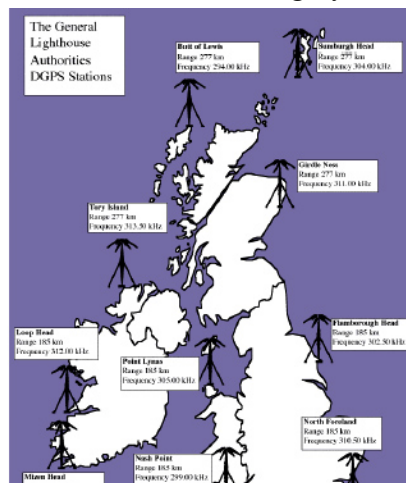 The General
Lighthouse
Authorities
DGPS Stations
Butt of Lewis
Range 277 km
Frequency 294.00 kHz
Sumburgh Head
Range 277 km
Frequency 304.00 kHz
Girdle Ness
Range 277 km
Frequency 311.00 kHz
Tory Island
Range 277 km
Frequency 313.50 kHz
Flamborough Head
Range 185 km
Frequency 302.50 kHz
Loop Head
Range 185 km
Frequency 312.00 kHz
Point Lynas
Range 185 km
Frequency 305.00 kHz
North Foreland
Range 185 km
Frequency 310.50 kHz
Nash Point
Range 185 km
Frequency 299.00 kHz
Mizen Head